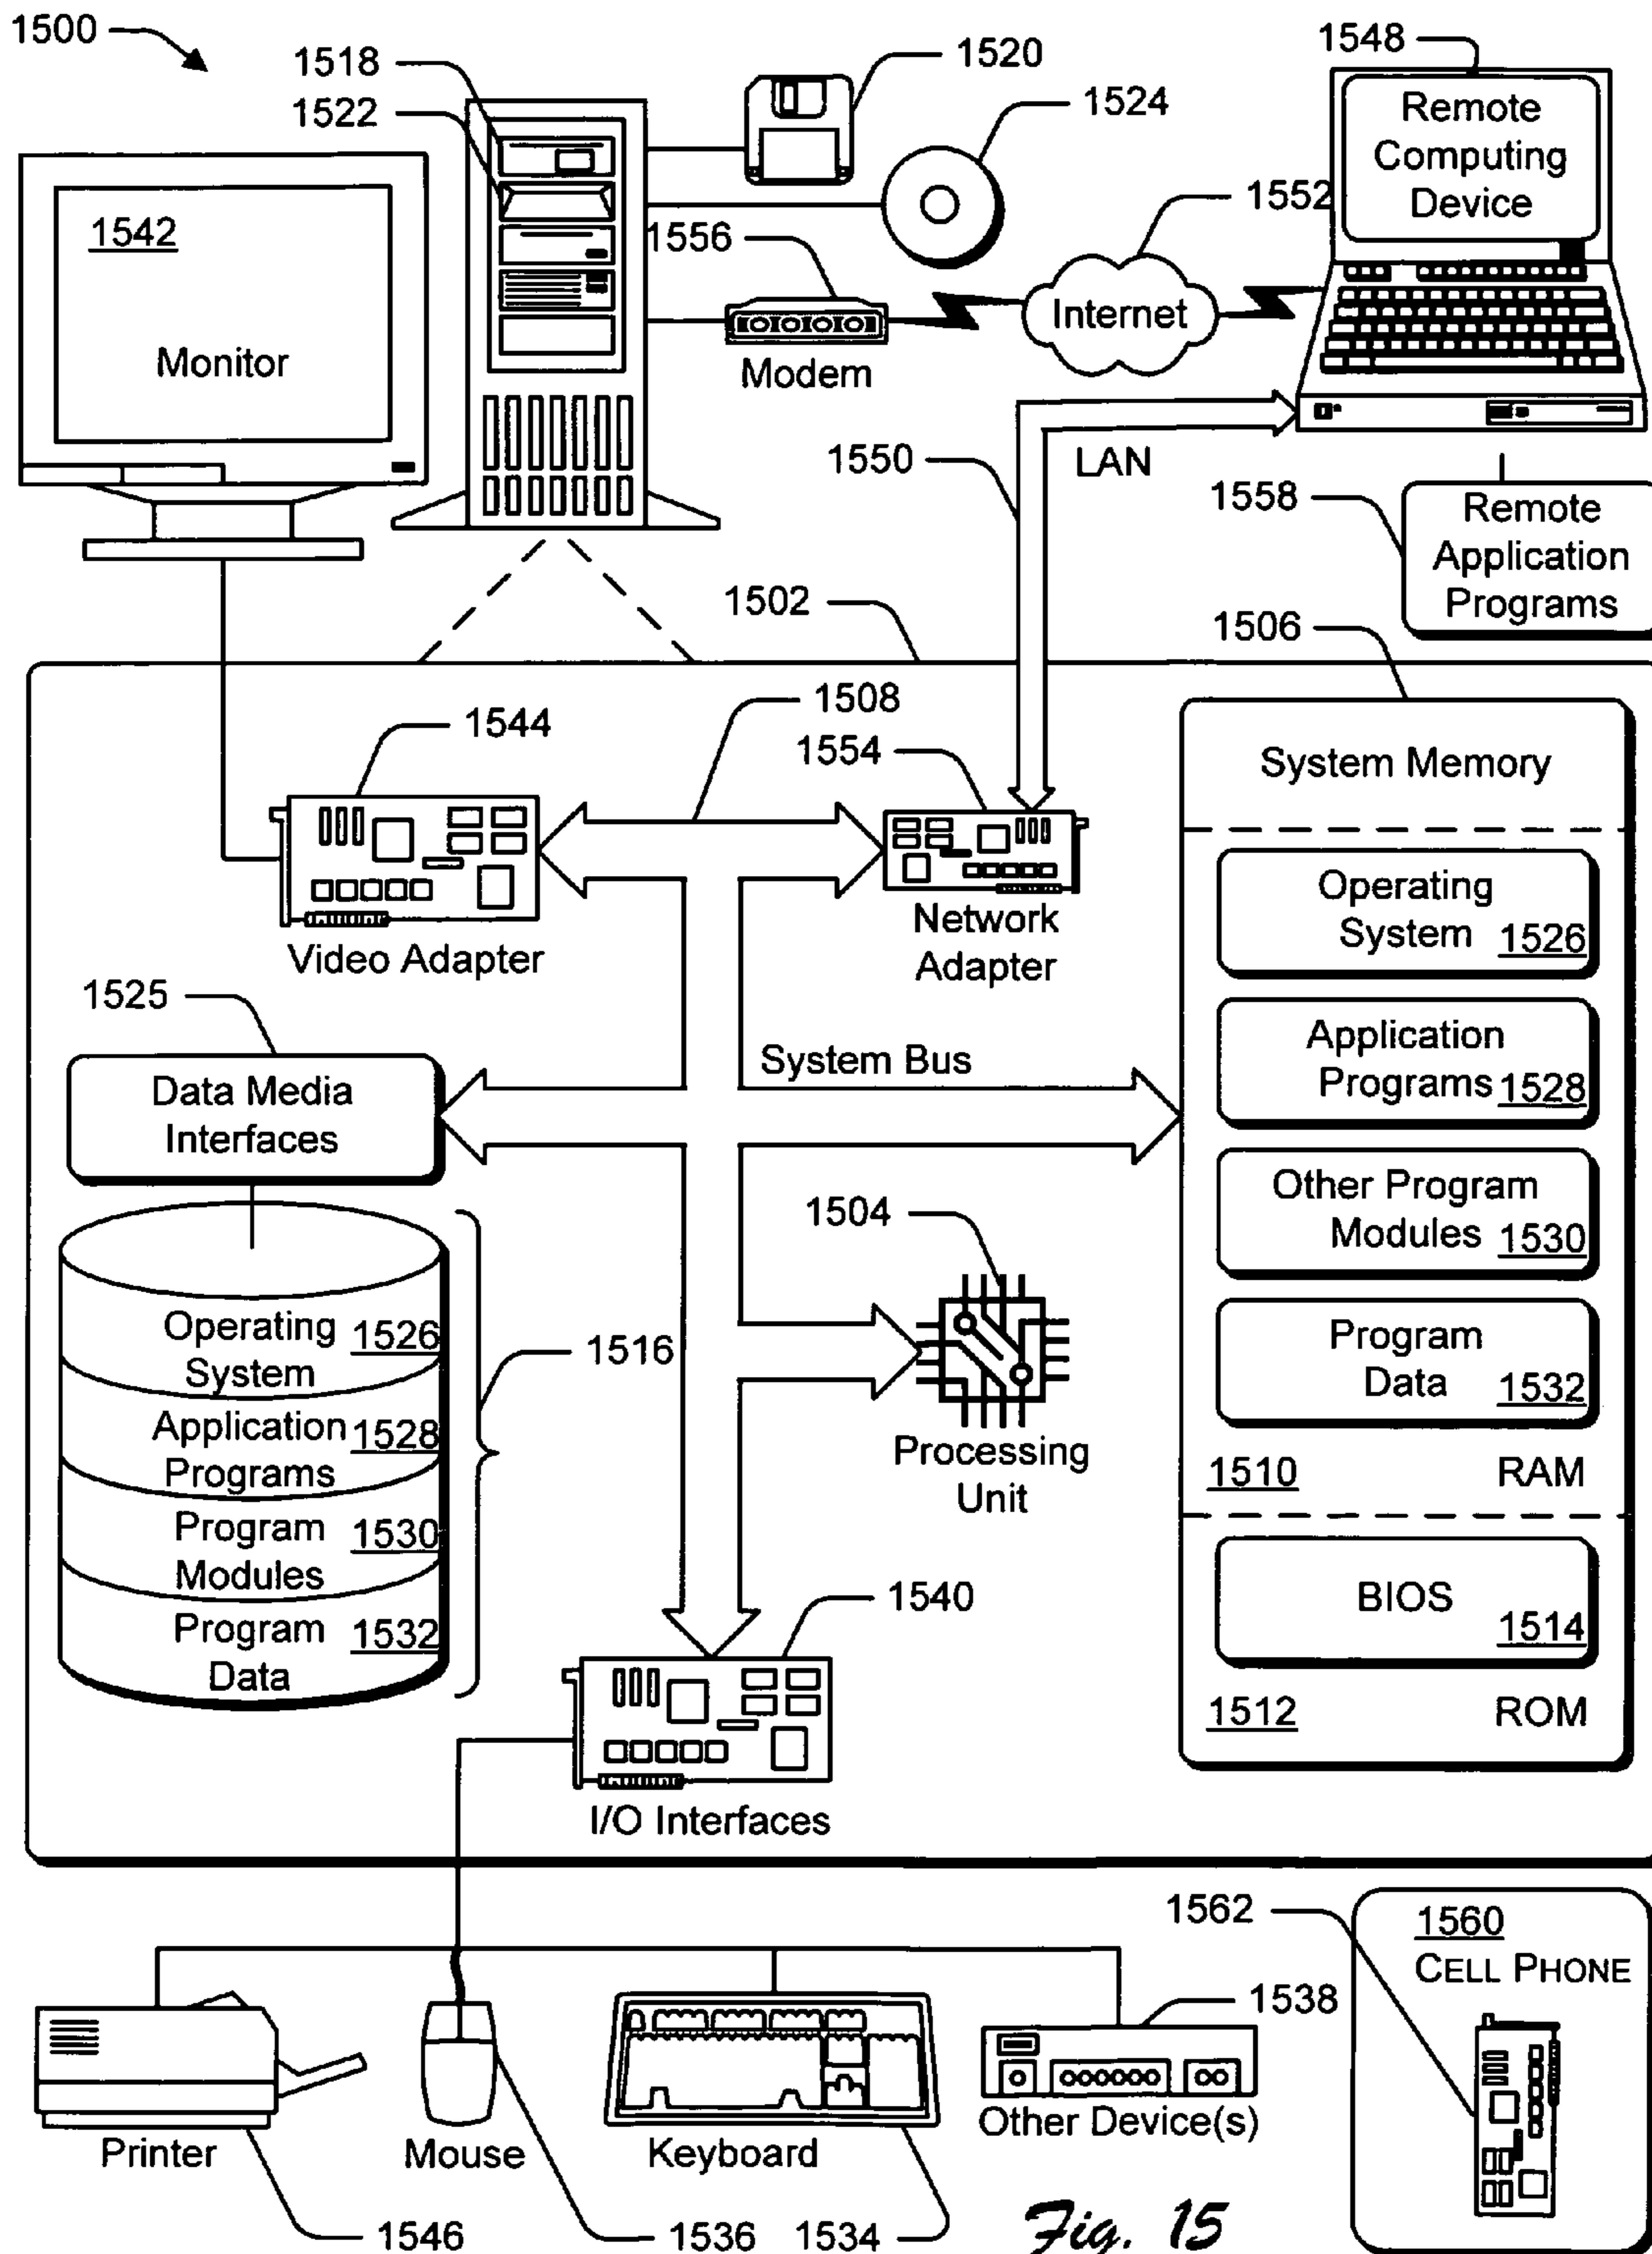 1500
1518
1520
1548
1522
1524
Remote
Computing
Device
1552
1542
1556
Internet
Monitor
Modem
1550
LAN
1558
Remote
Application
Programs
1502
1506
1508
1544
1554
System Memory
Operating
System 1526
Network
Adapter
Video Adapter
1525
Application
Programs 1528
System Bus
Data Media
Interfaces
Other Program
Modules 1530
1504
Operating
System 1526
1516
Program
Data 1532
Application
Programs 1528
Processing
Unit
1510 RAM
Program
Modules 1530
1540
BIOS
1514
Program
Data 1532
1512 ROM
I/O Interfaces
1562
1560
CELL PHONE
1538
Printer
Mouse
Keyboard
Other Device(s)
1546
1536
1534
Fig. 15